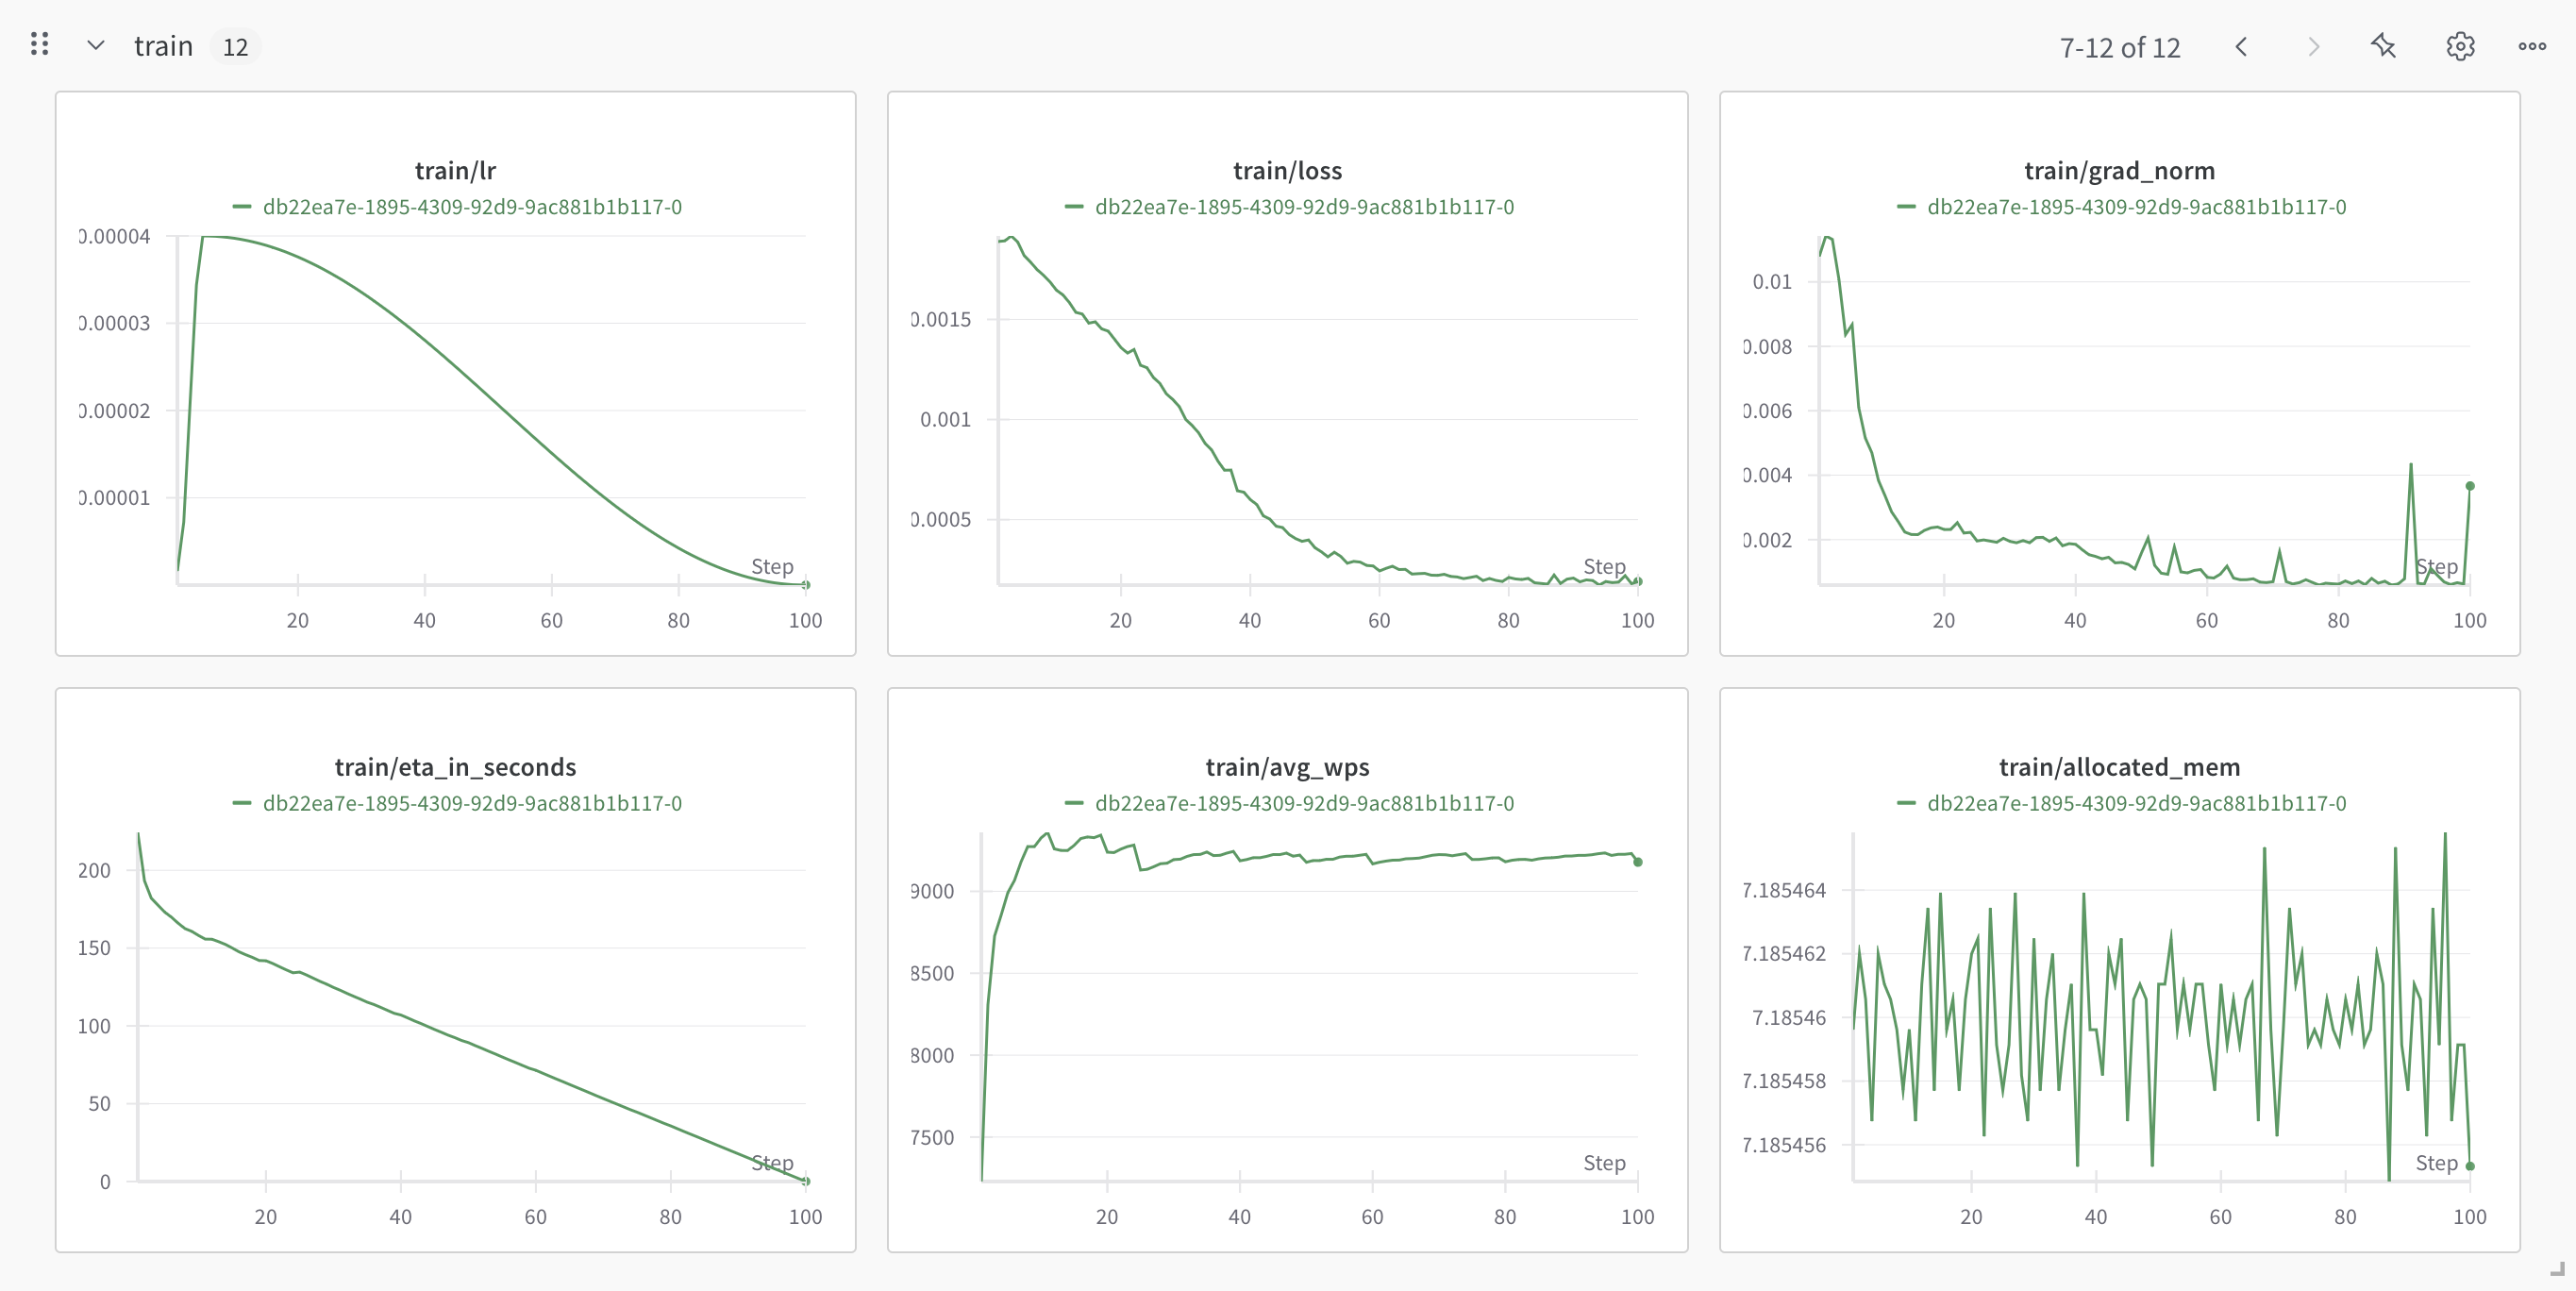 train 12
7-12 of 12
train/lr
db22ea7e-1895-4309-92d9-9ac881b1b117-0
0.00004
0.00003
0.00002
0.00001
Step
20 40 60 80 100
train/loss
db22ea7e-1895-4309-92d9-9ac881b1b117-0
0.0015
0.001
0.0005
Step
20 40 60 80 100
train/grad_norm
db22ea7e-1895-4309-92d9-9ac881b1b117-0
0.01
0.008
0.006
0.004
0.002
Step
20 40 60 80 100
train/eta_in_seconds
db22ea7e-1895-4309-92d9-9ac881b1b117-0
200
150
100
50
Step
0
20 40 60 80 100
train/avg_wps
db22ea7e-1895-4309-92d9-9ac881b1b117-0
9000
8500
8000
7500
Step
20 40 60 80 100
train/allocated_mem
db22ea7e-1895-4309-92d9-9ac881b1b117-0
7.185464
7.185462
7.18546
7.185458
7.185456
Step
20 40 60 80 100